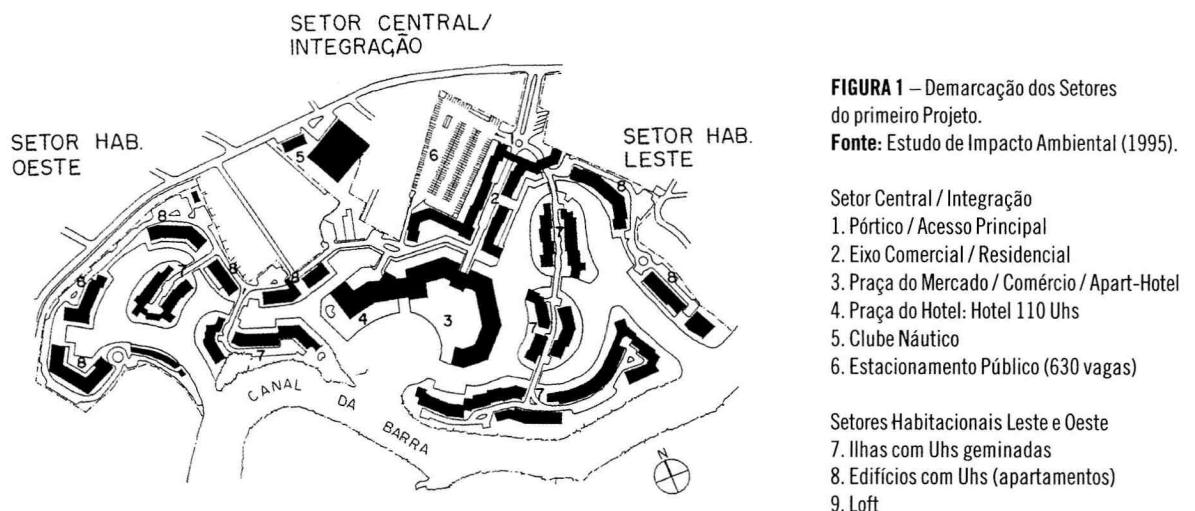 SETOR CENTRAL/
INTEGRAÇÃO
SETOR HAB.
OESTE
SETOR HAB.
LESTE
5
6
8
2
8
7
8
8
8
8
4
3
7
8
7
CANAL DA BARRA
N
FIGURA 1 – Demarcação dos Setores
do primeiro Projeto.
Fonte: Estudo de Impacto Ambiental (1995).
Setor Central / Integração
1. Pórtico / Acesso Principal
2. Eixo Comercial / Residencial
3. Praça do Mercado / Comércio / Apart-Hotel
4. Praça do Hotel: Hotel 110 Uhs
5. Clube Náutico
6. Estacionamento Público (630 vagas)
Setores Habitacionais Leste e Oeste
7. Ilhas com Uhs geminadas
8. Edifícios com Uhs (apartamentos)
9. Loft